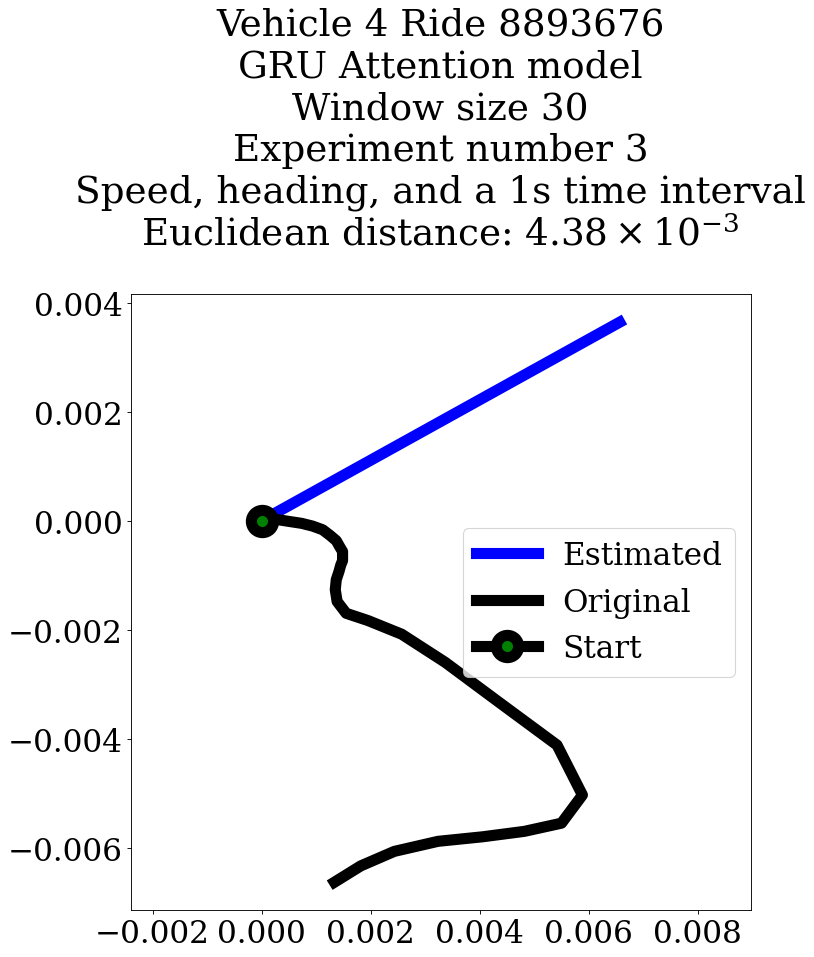 Vehicle 4 Ride 8893676
GRU Attention model
Window size 30
Experiment number 3
Speed, heading, and a 1s time interval
Euclidean distance: 4.38 × 10⁻³
0.004
0.002
0.000
−0.002
−0.004
−0.006
Estimated
Original
Start
−0.002 0.000 0.002 0.004 0.006 0.008